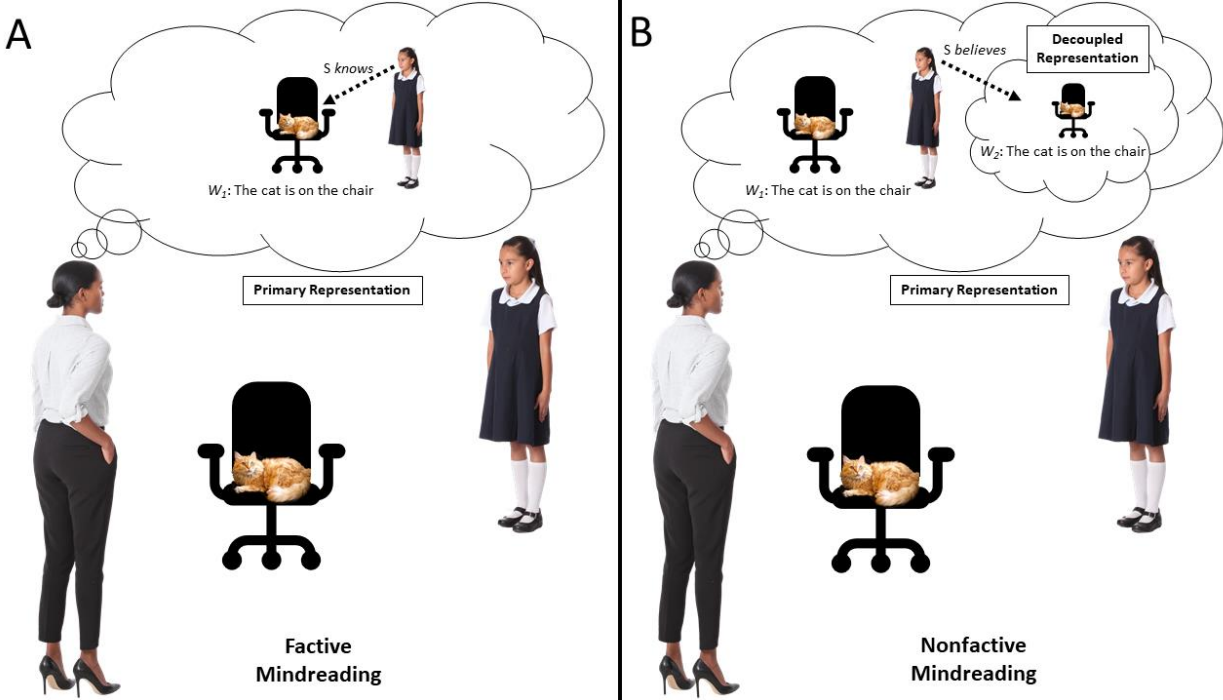 A
S knows
W1: The cat is on the chair
Primary Representation
Factive
Mindreading
B
Decoupled
Representation
S believes
W2: The cat is on the chair
W1: The cat is on the chair
Primary Representation
Nonfactive
Mindreading